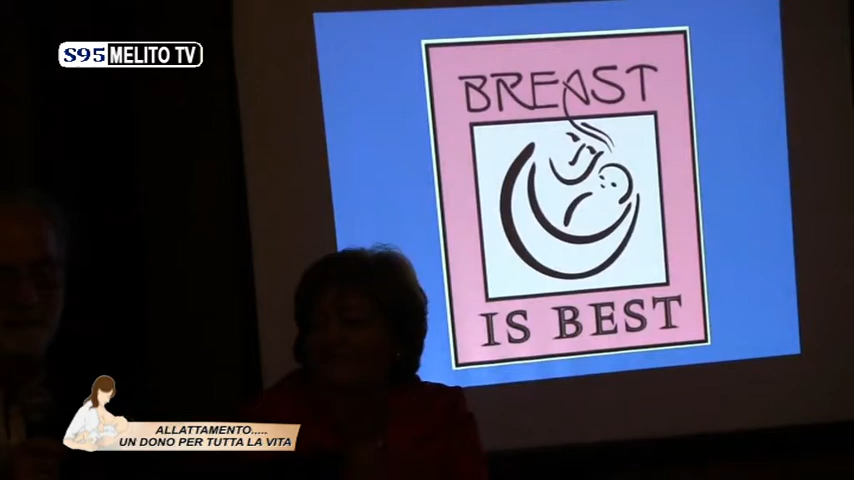 S95 MELITO TV
BREAST
IS BEST
ALLATTAMENTO.....
UN DONO PER TUTTA LA VITA